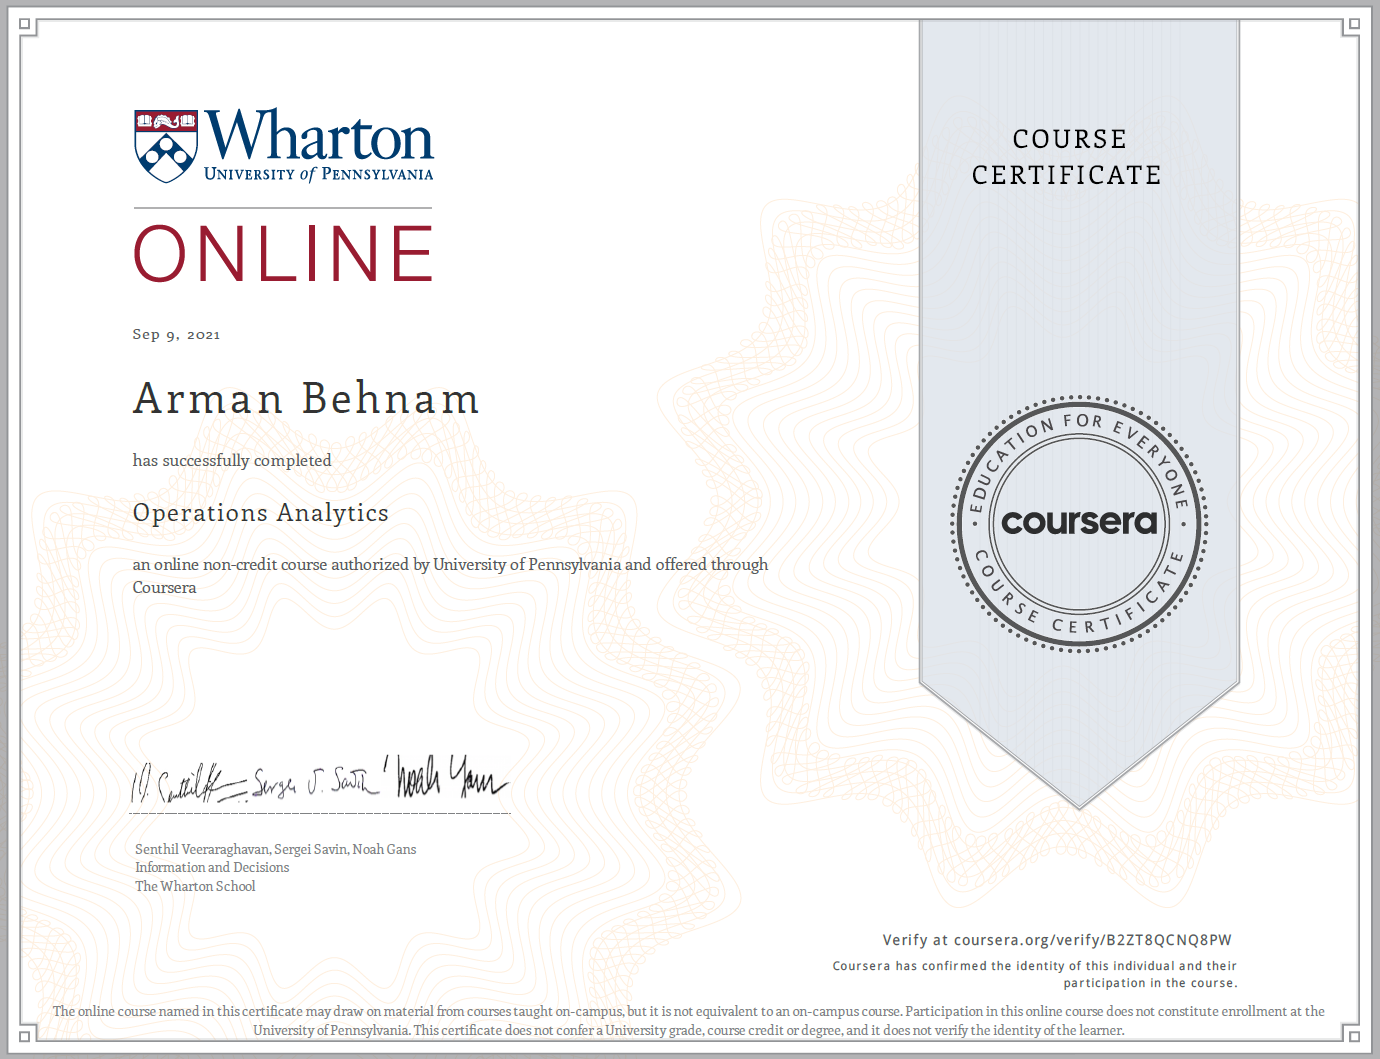 Wharton
UNIVERSITY of PENNSYLVANIA
ONLINE
COURSE
CERTIFICATE
Sep 9, 2021
Arman Behnam
has successfully completed
Operations Analytics
an online non-credit course authorized by University of Pennsylvania and offered through
Coursera
EDUCATION FOR EVERYONE
coursera
COURSE CERTIFICATE
Senthil Veeraraghavan, Sergei Savin, Noah Gans
Information and Decisions
The Wharton School
Verify at coursera.org/verify/B2ZT8QCNQ8PW
Coursera has confirmed the identity of this individual and their
participation in the course.
The online course named in this certificate may draw on material from courses taught on-campus, but it is not equivalent to an on-campus course. Participation in this online course does not constitute enrollment at the
University of Pennsylvania. This certificate does not confer a University grade, course credit or degree, and it does not verify the identity of the learner.